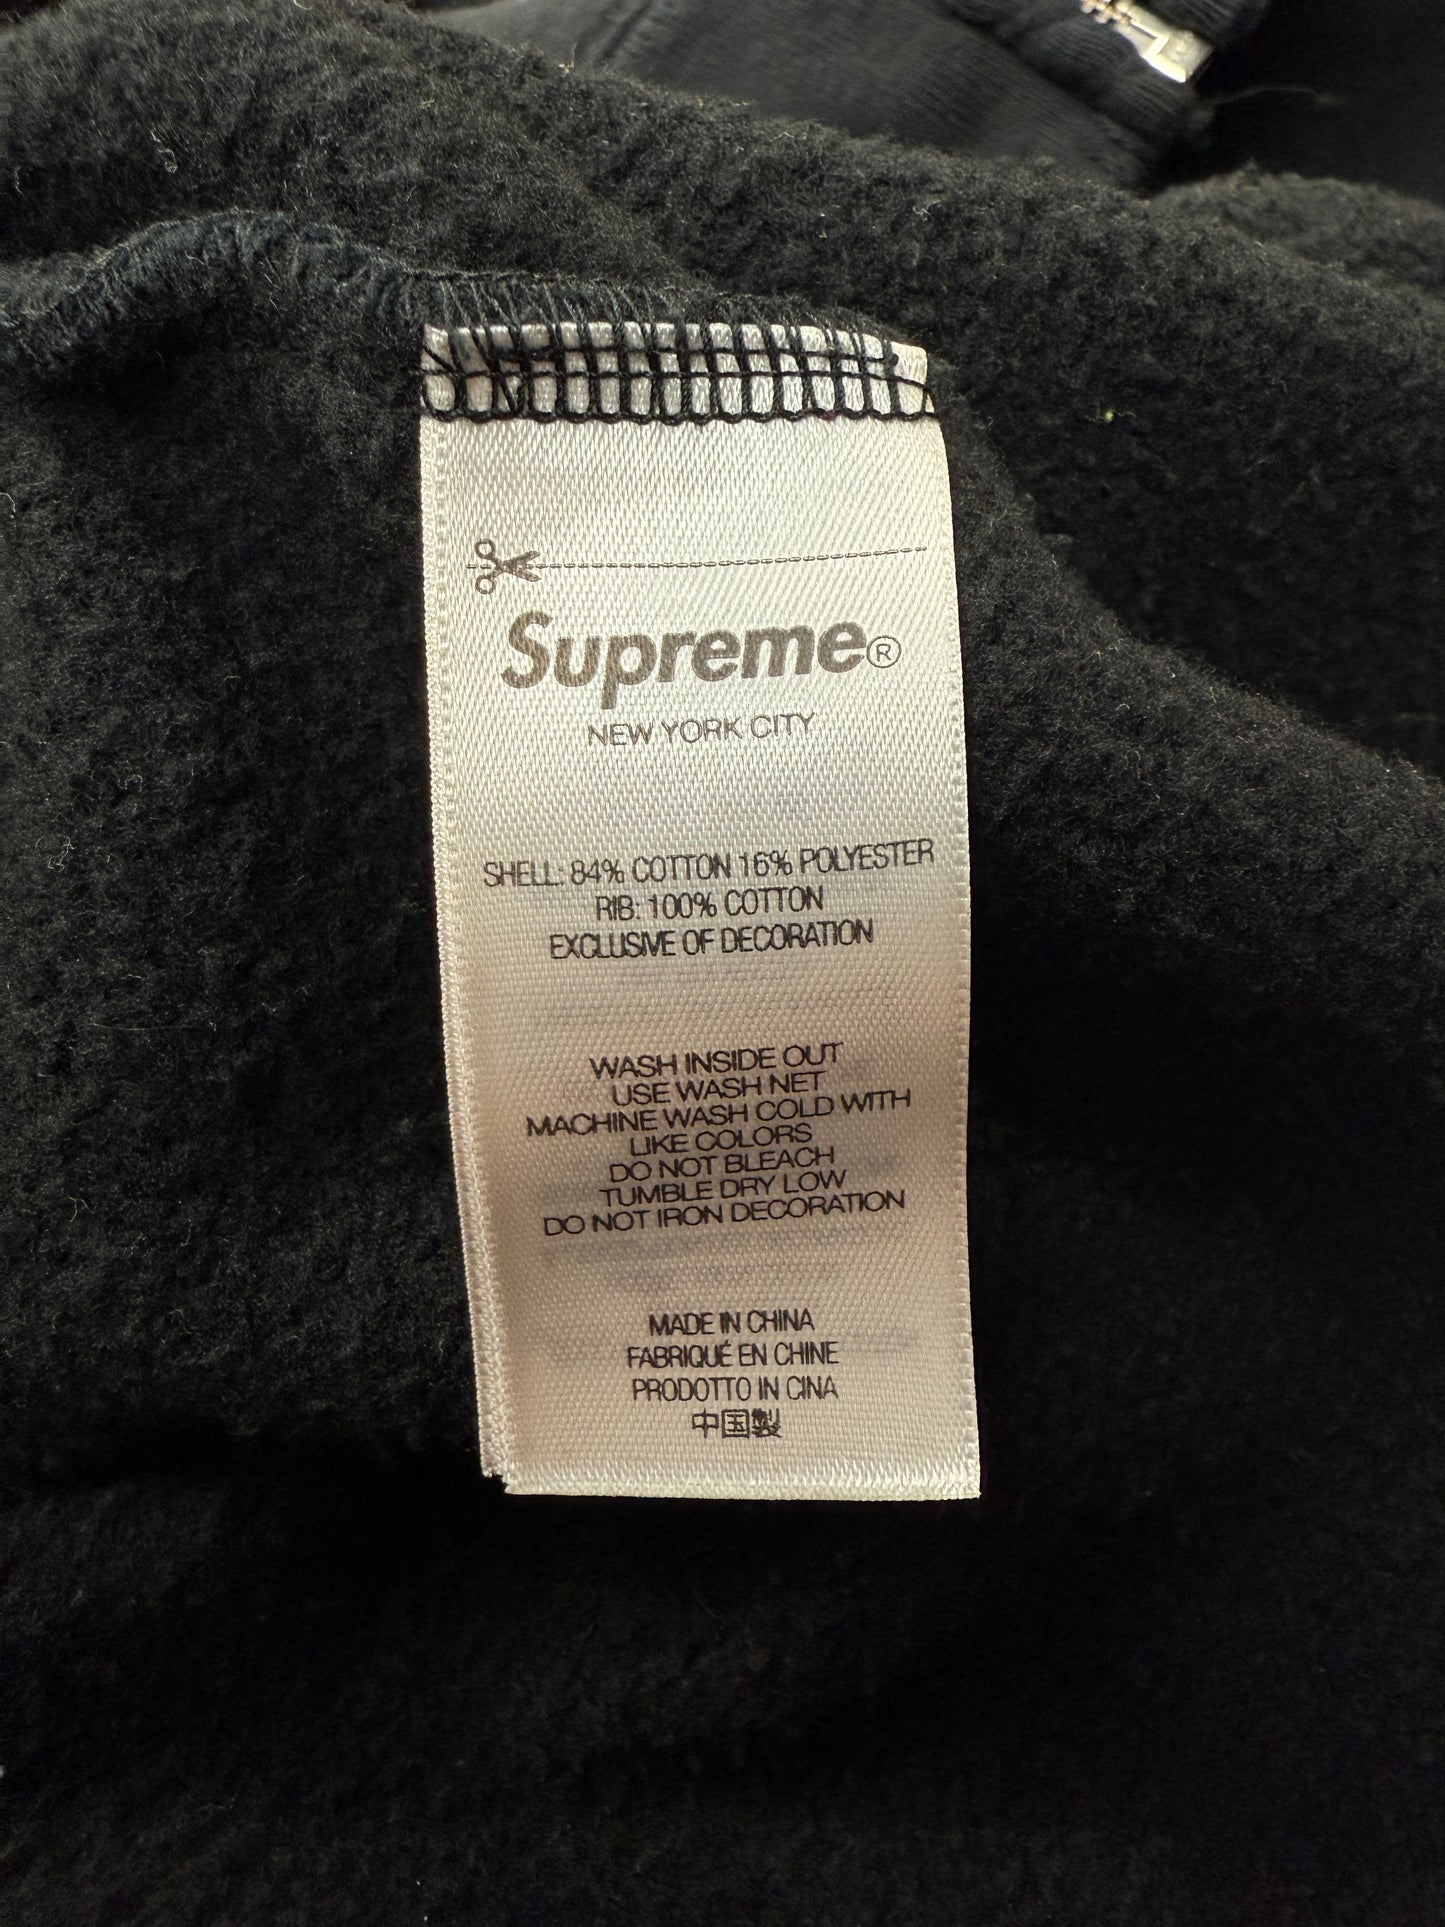 Supreme®
NEW YORK CITY
SHELL: 84% COTTON 16% POLYESTER
RIB: 100% COTTON
EXCLUSIVE OF DECORATION
WASH INSIDE OUT
USE WASH NET
MACHINE WASH COLD WITH
LIKE COLORS
DO NOT BLEACH
TUMBLE DRY LOW
DO NOT IRON DECORATION
MADE IN CHINA
FABRIQUÉ EN CHINE
PRODOTTO IN CINA
中国製